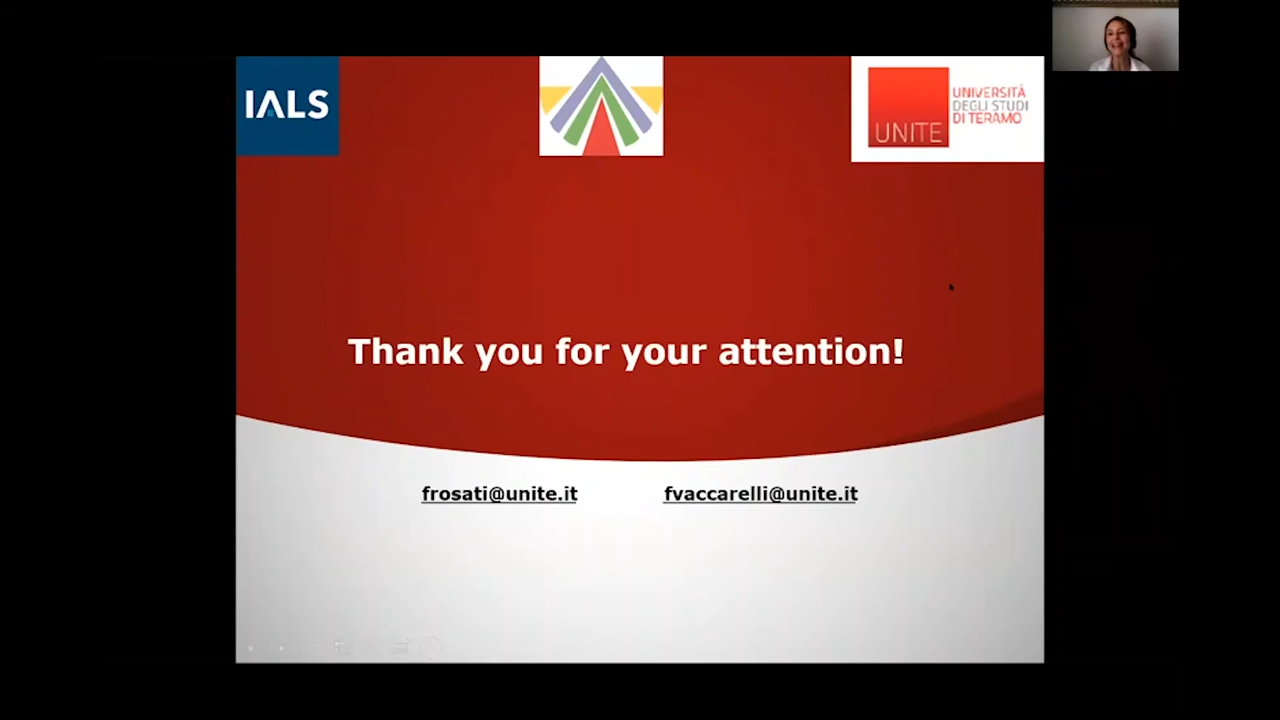 IALS
UNITE
UNIVERSITÀ
DEGLI STUDI
DI TERAMO
Thank you for your attention!
frosati@unite.it
fvaccarelli@unite.it